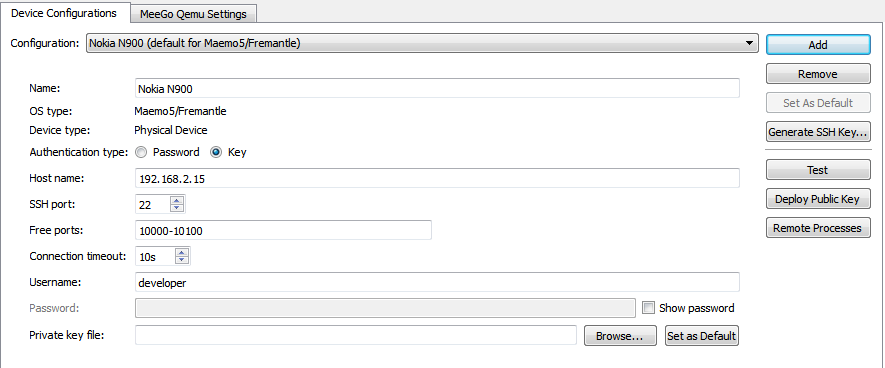 Device Configurations MeeGo Qemu Settings
Configuration: Nokia N900 (default for Maemo5/Fremantle) Add
Remove
Name: Nokia N900
Set As Default
OS type: Maemo5/Fremantle
Device type: Physical Device
Generate SSH Key...
Authentication type: Password Key
Test
Host name: 192.168.2.15
Deploy Public Key
SSH port: 22
Remote Processes
Free ports: 10000-10100
Connection timeout: 10s
Username: developer
Password: Show password
Private key file: Browse... Set as Default